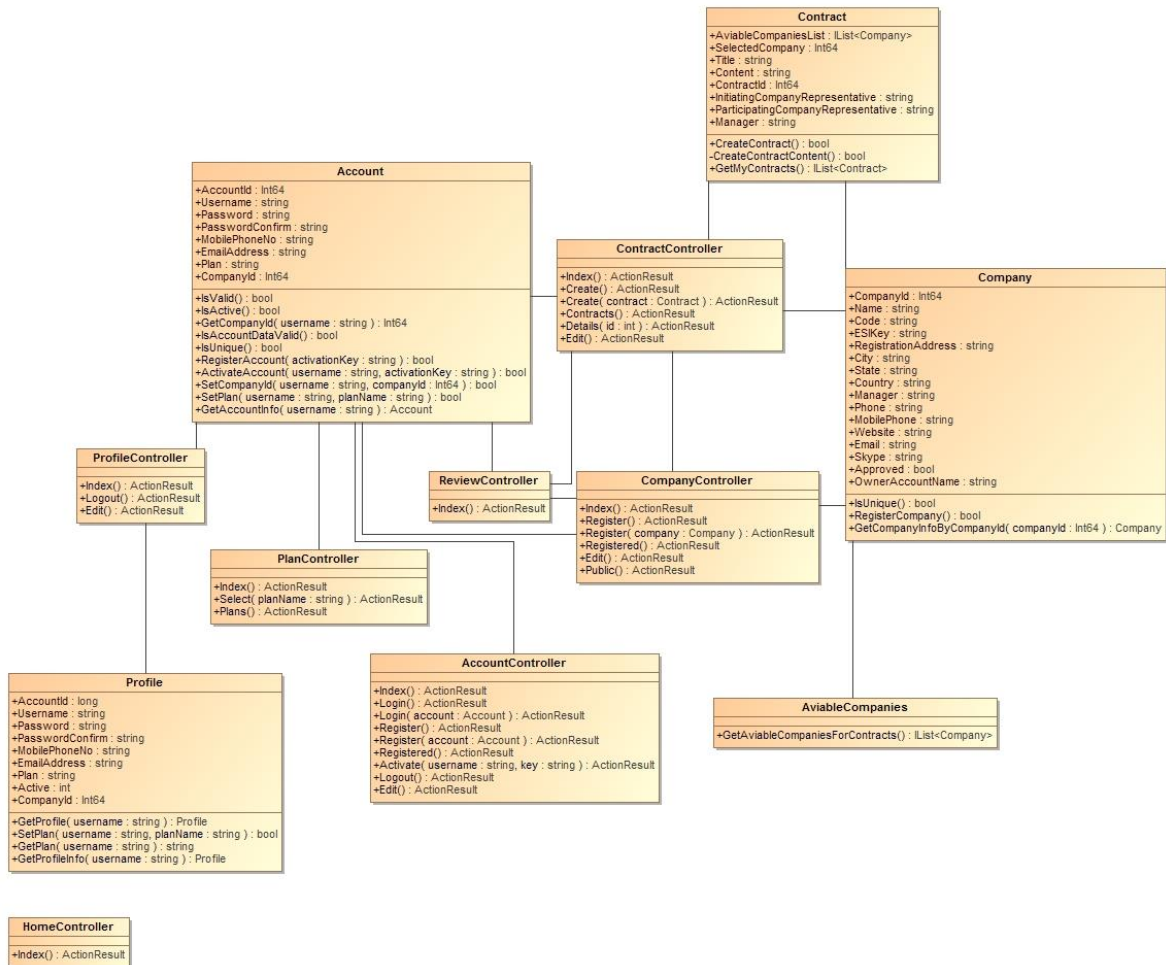 Contract
+AviableCompaniesList : IList<Company>
+SelectedCompany : Int64
+Title : string
+Content : string
+ContractId : Int64
+InitiatingCompanyRepresentative : string
+ParticipatingCompanyRepresentative : string
+Manager : string
+CreateContract() : bool
-CreateContractContent() : bool
+GetMyContracts() : IList<Contract>
Account
+AccountId : Int64
+Username : string
+Password : string
+PasswordConfirm : string
+MobilePhoneNo : string
+EmailAddress : string
+Plan : string
+CompanyId : Int64
+IsValid() : bool
+IsActive() : bool
+GetCompanyId( username : string ) : Int64
+IsAccountDataValid() : bool
+IsUnique() : bool
+RegisterAccount( activationKey : string ) : bool
+ActivateAccount( username : string, activationKey : string ) : bool
+SetCompanyId( username : string, companyId : Int64 ) : bool
+SetPlan( username : string, planName : string ) : bool
+GetAccountInfo( username : string ) : Account
ContractController
+Index() : ActionResult
+Create() : ActionResult
+Create( contract : Contract ) : ActionResult
+Contracts() : ActionResult
+Details( id : int ) : ActionResult
+Edit() : ActionResult
Company
+CompanyId : Int64
+Name : string
+Code : string
+ESIKey : string
+RegistrationAddress : string
+City : string
+State : string
+Country : string
+Manager : string
+Phone : string
+MobilePhone : string
+Website : string
+Email : string
+Skype : string
+Approved : bool
+OwnerAccountName : string
+IsUnique() : bool
+RegisterCompany() : bool
+GetCompanyInfoByCompanyId( companyId : Int64 ) : Company
ProfileController
+Index() : ActionResult
+Logout() : ActionResult
+Edit() : ActionResult
ReviewController
+Index() : ActionResult
CompanyController
+Index() : ActionResult
+Register() : ActionResult
+Register( company : Company ) : ActionResult
+Registered() : ActionResult
+Edit() : ActionResult
+Public() : ActionResult
PlanController
+Index() : ActionResult
+Select( planName : string ) : ActionResult
+Plans() : ActionResult
AccountController
+Index() : ActionResult
+Login() : ActionResult
+Login( account : Account ) : ActionResult
+Register() : ActionResult
+Register( account : Account ) : ActionResult
+Registered() : ActionResult
+Activate( username : string, key : string ) : ActionResult
+Logout() : ActionResult
+Edit() : ActionResult
Profile
+AccountId : long
+Username : string
+Password : string
+PasswordConfirm : string
+MobilePhoneNo : string
+EmailAddress : string
+Plan : string
+Active : int
+CompanyId : Int64
+GetProfile( username : string ) : Profile
+SetPlan( username : string, planName : string ) : bool
+GetPlan( username : string ) : string
+GetProfileInfo( username : string ) : Profile
AviableCompanies
+GetAviableCompaniesForContracts() : IList<Company>
HomeController
+Index() : ActionResult